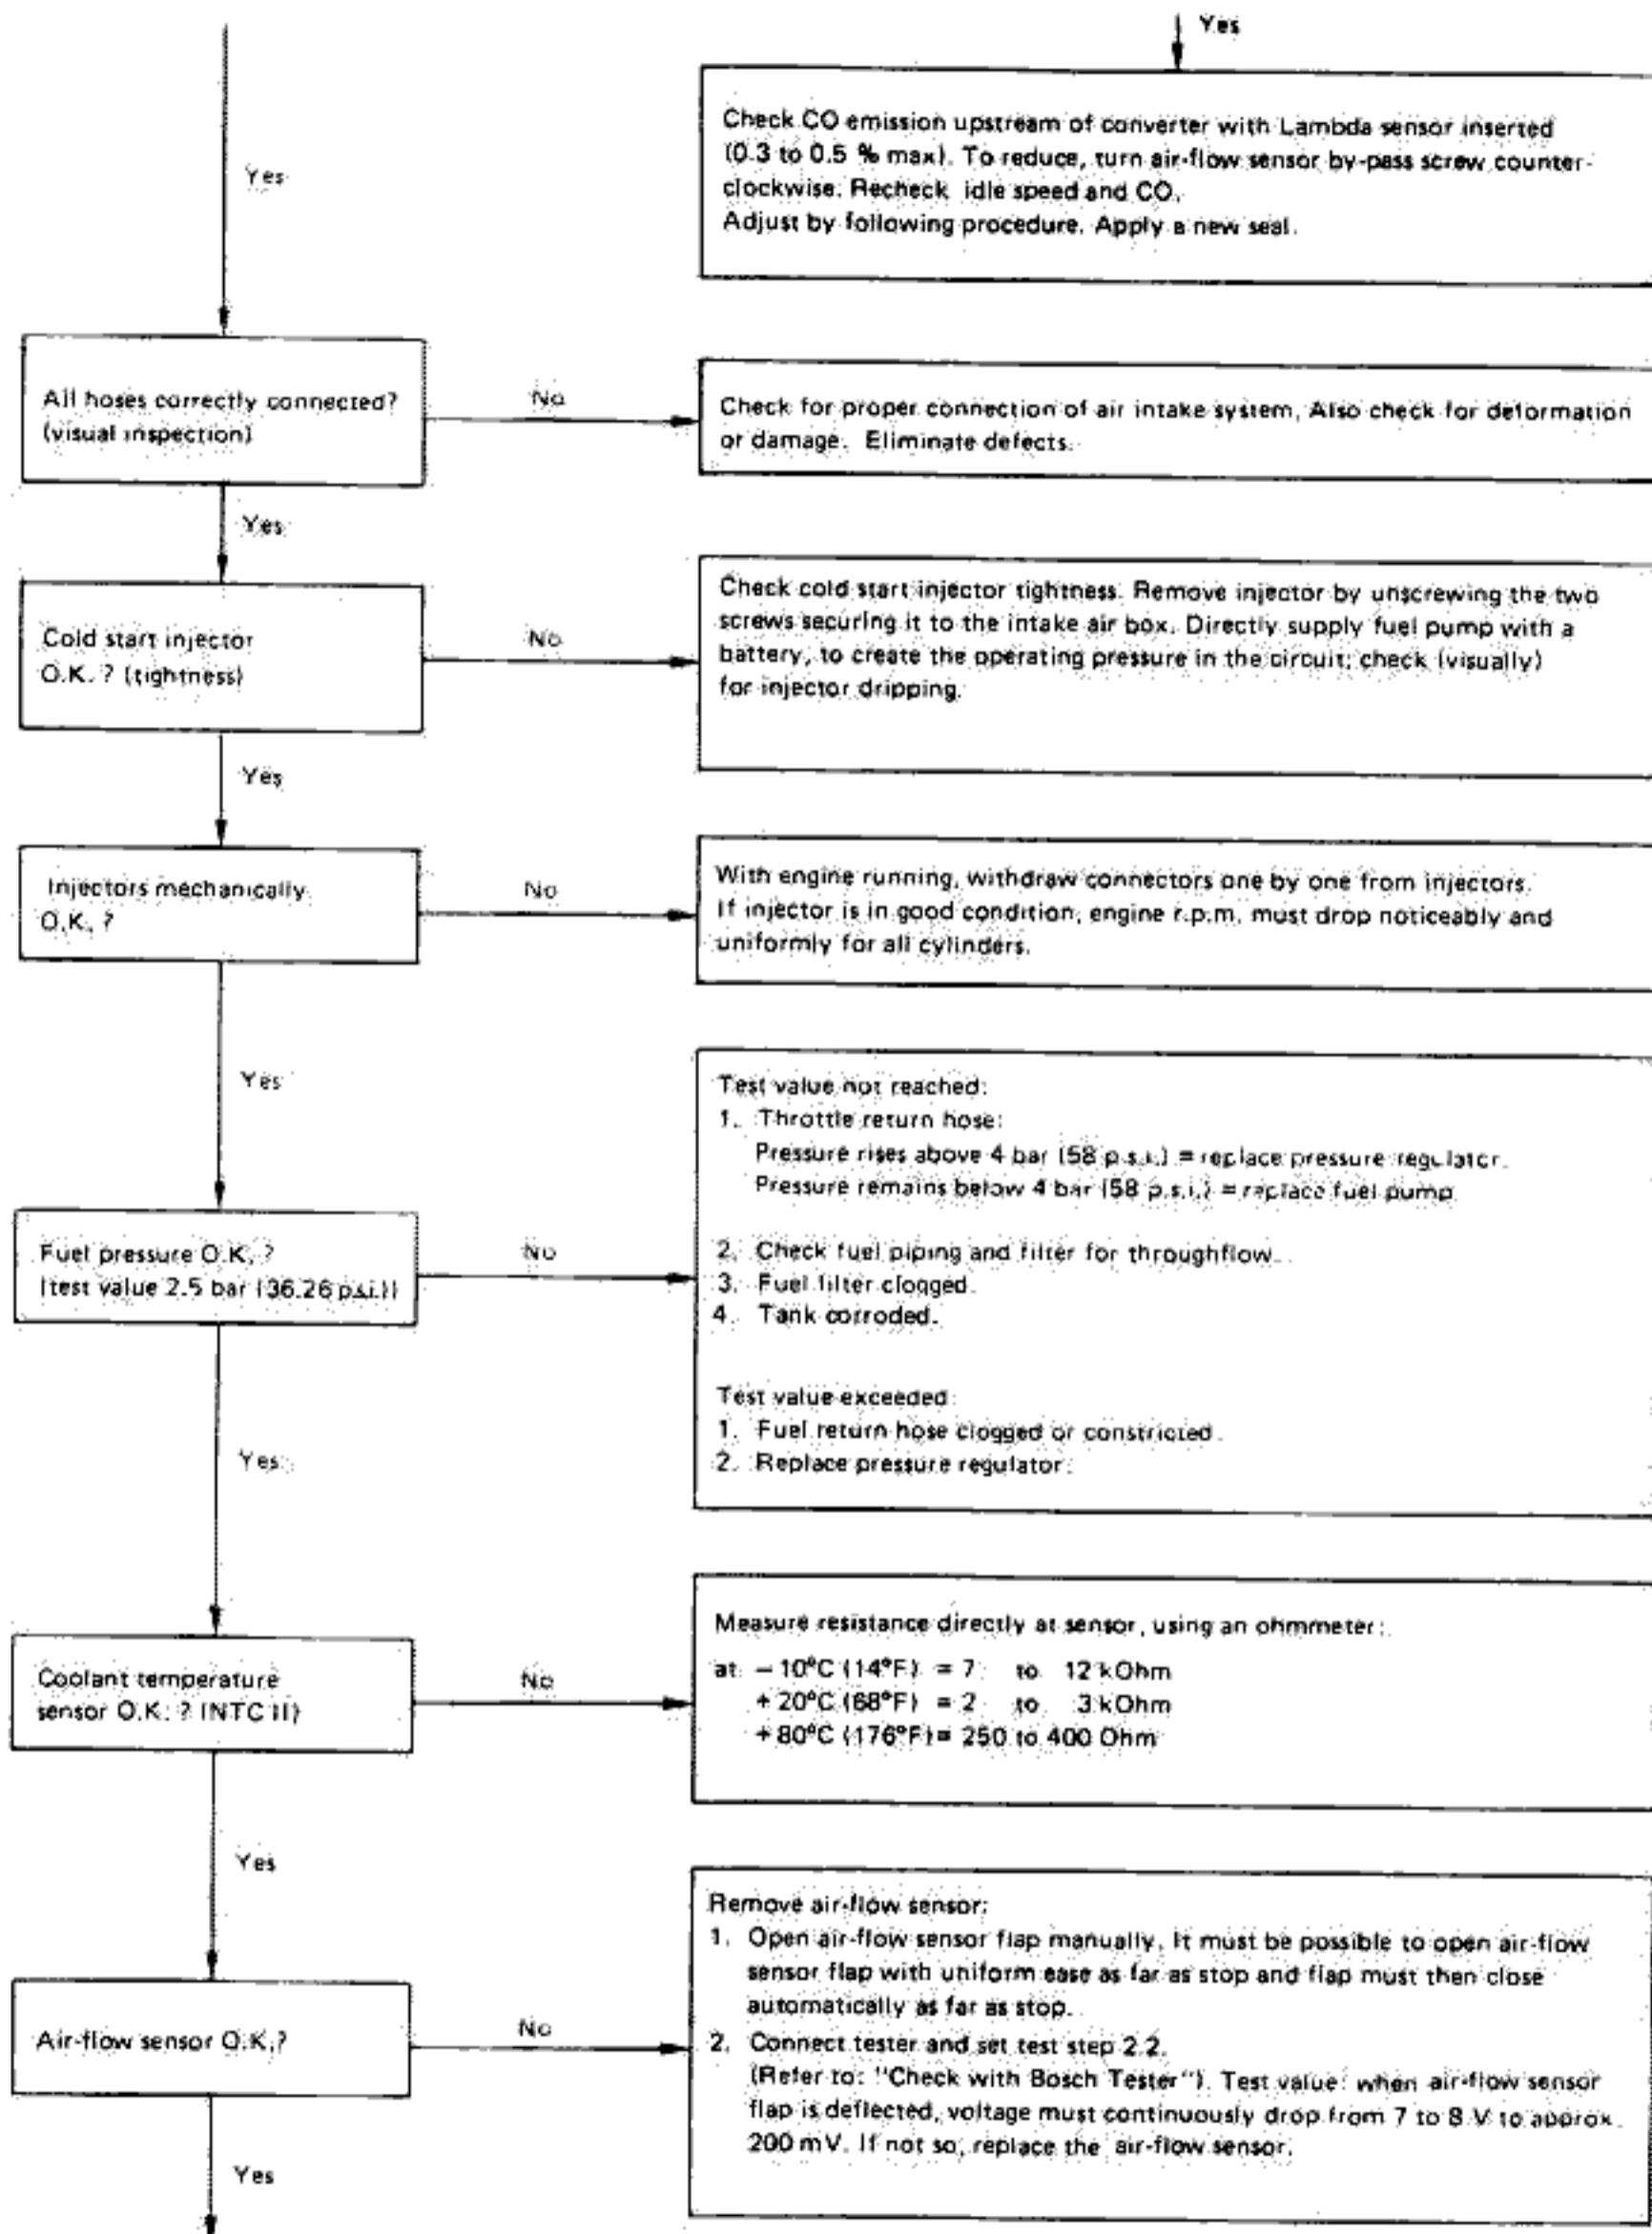 Yes
Yes
Check CO emission upstream of converter with Lambda sensor inserted
(0.3 to 0.5 % max). To reduce, turn air-flow sensor by-pass screw counter-
clockwise. Recheck idle speed and CO.
Adjust by following procedure. Apply a new seal.
All hoses correctly connected?
(visual inspection)
No
Check for proper connection of air intake system, Also check for deformation
or damage. Eliminate defects.
Yes
Cold start injector
O.K. ? (tightness)
No
Check cold start injector tightness. Remove injector by unscrewing the two
screws securing it to the intake air box. Directly supply fuel pump with a
battery, to create the operating pressure in the circuit; check (visually)
for injector dripping.
Yes
Injectors mechanically
O.K. ?
No
With engine running, withdraw connectors one by one from injectors.
If injector is in good condition, engine r.p.m. must drop noticeably and
uniformly for all cylinders.
Yes
Fuel pressure O.K. ?
(test value 2.5 bar (36.26 p.s.i.))
No
Test value not reached:
1. Throttle return hose:
Pressure rises above 4 bar (58 p.s.i.) = replace pressure regulator.
Pressure remains below 4 bar (58 p.s.i.) = replace fuel pump
2. Check fuel piping and filter for throughflow.
3. Fuel filter clogged.
4. Tank corroded.
Test value exceeded:
1. Fuel return hose clogged or constricted.
2. Replace pressure regulator.
Yes
Coolant temperature
sensor O.K. ? (NTC II)
No
Measure resistance directly at sensor, using an ohmmeter:
at – 10°C (14°F) = 7 to 12 kOhm
+ 20°C (68°F) = 2 to 3 kOhm
+ 80°C (176°F) = 250 to 400 Ohm
Yes
Air-flow sensor O.K.?
No
Remove air-flow sensor:
1. Open air-flow sensor flap manually. It must be possible to open air-flow
sensor flap with uniform ease as far as stop and flap must then close
automatically as far as stop.
2. Connect tester and set test step 2.2.
(Refer to: "Check with Bosch Tester"). Test value: when air-flow sensor
flap is deflected, voltage must continuously drop from 7 to 8 V to approx.
200 mV. If not so, replace the air-flow sensor.
Yes